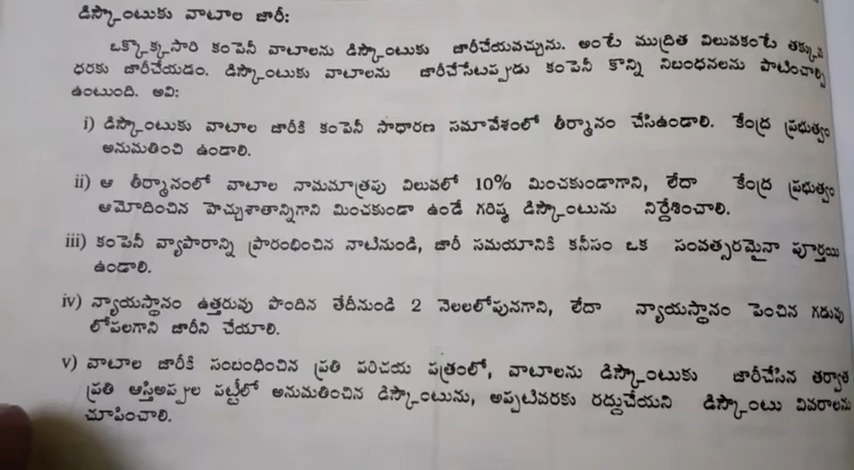 డిస్కౌంటుకు వాటాల జారీ:
ఒక్కొక్కసారి కంపెనీ వాటాలను డిస్కౌంటుకు జారీచేయవచ్చును. అంటే ముద్రిత విలువకంటే తక్కువ
ధరకు జారీచేయడం. డిస్కౌంటుకు వాటాలను జారీచేసేటప్పుడు కంపెనీ కొన్ని నిబంధనలను పాటించాల్సి
ఉంటుంది. అవి:
i) డిస్కౌంటుకు వాటాల జారీకి కంపెనీ సాధారణ సమావేశంలో తీర్మానం చేసిఉండాలి. కేంద్ర ప్రభుత్వం
అనుమతించి ఉండాలి.
ii) ఆ తీర్మానంలో వాటాల నామమాత్రపు విలువలో 10% మించకుండాగాని, లేదా కేంద్ర ప్రభుత్వం
ఆమోదించిన హెచ్చుశాతాన్నిగాని మించకుండా ఉండే గరిష్ఠ డిస్కౌంటును నిర్దేశించాలి.
iii) కంపెనీ వ్యాపారాన్ని ప్రారంభించిన నాటినుండి, జారీ సమయానికి కనీసం ఒక సంవత్సరమైనా పూర్తయి
ఉండాలి.
iv) న్యాయస్థానం ఉత్తరువు పొందిన తేదీనుండి 2 నెలలలోపునగాని, లేదా న్యాయస్థానం పెంచిన గడువు
లోపలగాని జారీని చేయాలి.
v) వాటాల జారీకి సంబంధించిన ప్రతి పరిచయ పత్రంలో, వాటాలను డిస్కౌంటుకు జారీచేసిన తర్వాత
ప్రతి ఆస్తిఅప్పుల పట్టీలో అనుమతించిన డిస్కౌంటును, అప్పటివరకు రద్దుచేయని డిస్కౌంటు వివరాలను
చూపించాలి.